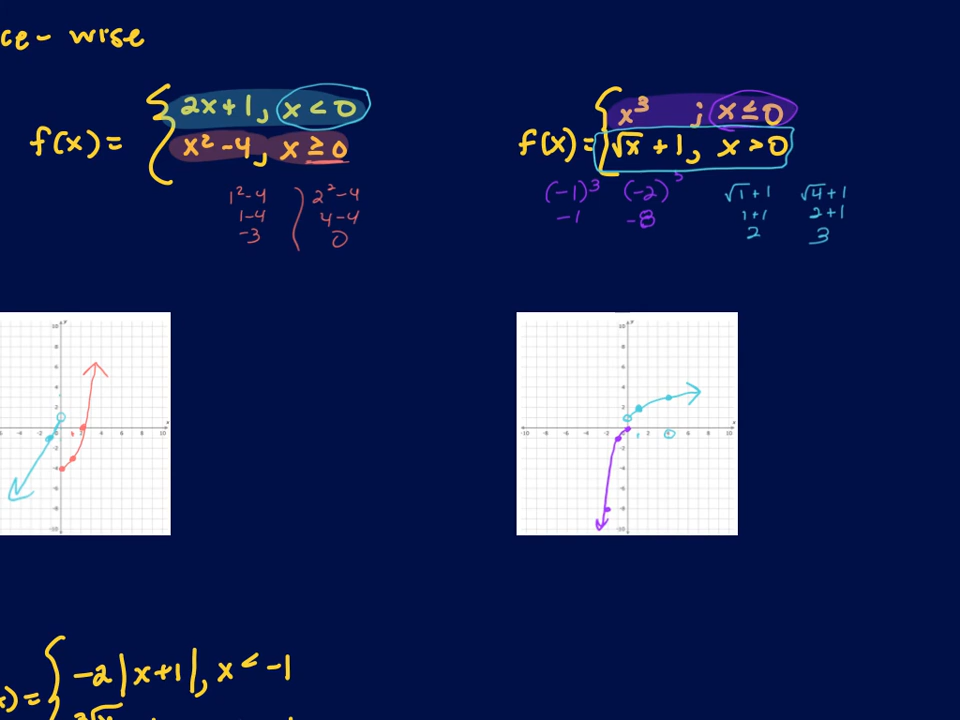 ce-wise
f(x) = { 2x+1, x < 0
x² -4, x ≥ 0
1²-4 2²-4
1-4 4-4
-3 0
f(x) = { x³ ; x ≤ 0
√x + 1, x > 0
(-1)³ (-2)³ √1 + 1 √4 + 1
-1 -8 1+1 2+1
2 3
-2|x+1|, x < -1